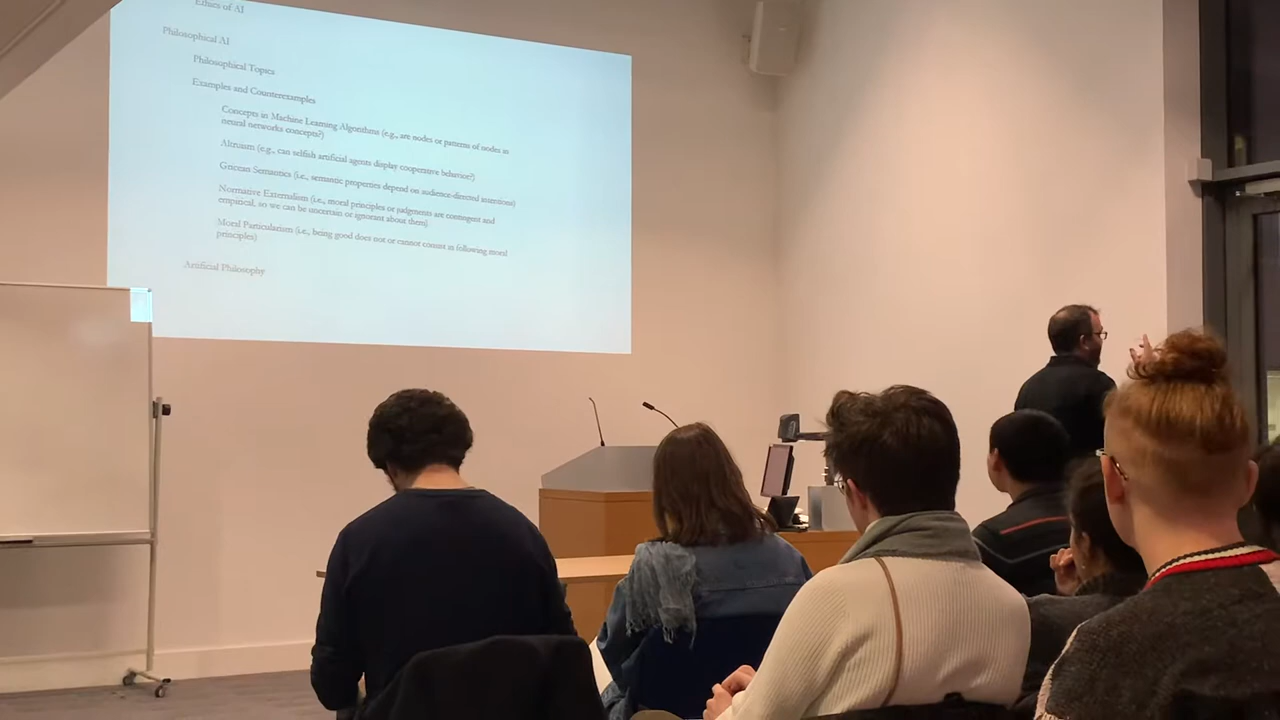 Ethics of AI
Philosophical AI
Philosophical Topics
Examples and Counterexamples
Concepts in Machine Learning Algorithms (e.g., are nodes or patterns of nodes in
neural networks concepts?)
Altruism (e.g., can selfish artificial agents display cooperative behavior?)
Gricean Semantics (i.e., semantic properties depend on audience-directed intentions)
Normative Externalism (i.e., moral principles or judgments are contingent and
empirical, so we can be uncertain or ignorant about them)
Moral Particularism (i.e., being good does not or cannot consist in following moral
principles)
Artificial Philosophy